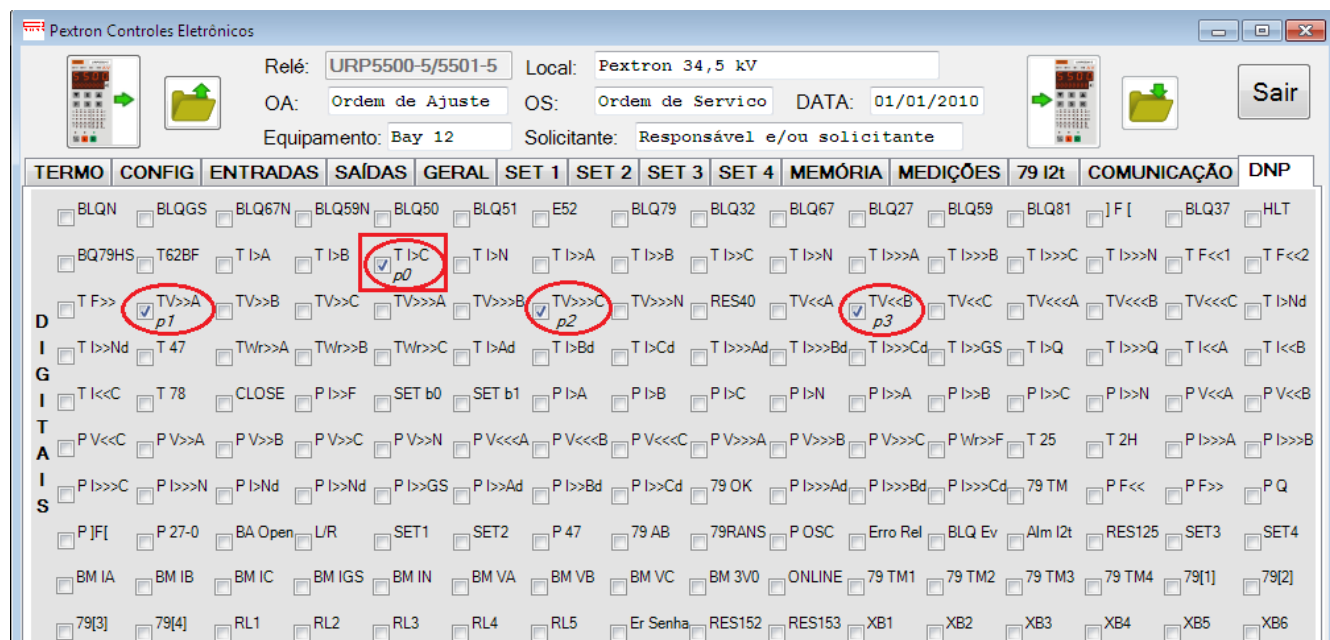 Pextron Controles Eletrônicos
Relé: URP5500-5/5501-5 Local: Pextron 34,5 kV
OA: Ordem de Ajuste OS: Ordem de Servico DATA: 01/01/2010
Equipamento: Bay 12 Solicitante: Responsável e/ou solicitante
Sair
TERMO CONFIG ENTRADAS SAÍDAS GERAL SET 1 SET 2 SET 3 SET 4 MEMÓRIA MEDIÇÕES 79 I2t COMUNICAÇÃO DNP
DIGITAIS
BLQN BLQGS BLQ67N BLQ59N BLQ50 BLQ51 E52 BLQ79 BLQ32 BLQ67 BLQ27 BLQ59 BLQ81 ] F [ BLQ37 HLT
BQ79HS T62BF T I>A T I>B T I>C T I>N T I>>A T I>>B T I>>C T I>>N T I>>>A T I>>>B T I>>>C T I>>>N T F<<1 T F<<2
p0
T F>> TV>>A TV>>B TV>>C TV>>>A TV>>>B TV>>>C TV>>>N RES40 TV<<A TV<<B TV<<C TV<<<A TV<<<B TV<<<C T I>Nd
p1 p2 p3
T I>>Nd T 47 TWr>>A TWr>>B TWr>>C T I>Ad T I>Bd T I>Cd T I>>>Ad T I>>>Bd T I>>>Cd T I>>GS T I>Q T I>>>Q T I<<A T I<<B
T I<<C T 78 CLOSE P I>>F SET b0 SET b1 P I>A P I>B P I>C P I>N P I>>A P I>>B P I>>C P I>>N P V<<A P V<<B
P V<<C P V>>A P V>>B P V>>C P V>>N P V<<<A P V<<<B P V<<<C P V>>>A P V>>>B P V>>>C P Wr>>F T 25 T 2H P I>>>A P I>>>B
P I>>>C P I>>>N P I>Nd P I>>Nd P I>>GS P I>>Ad P I>>Bd P I>>Cd 79 OK P I>>>Ad P I>>>Bd P I>>>Cd 79 TM P F<< P F>> P Q
P ]F[ P 27-0 BA Open L/R SET1 SET2 P 47 79 AB 79RANS P OSC Erro Rel BLQ Ev Alm I2t RES125 SET3 SET4
BM IA BM IB BM IC BM IGS BM IN BM VA BM VB BM VC BM 3V0 ONLINE 79 TM1 79 TM2 79 TM3 79 TM4 79[1] 79[2]
79[3] 79[4] RL1 RL2 RL3 RL4 RL5 Er Senha RES152 RES153 XB1 XB2 XB3 XB4 XB5 XB6